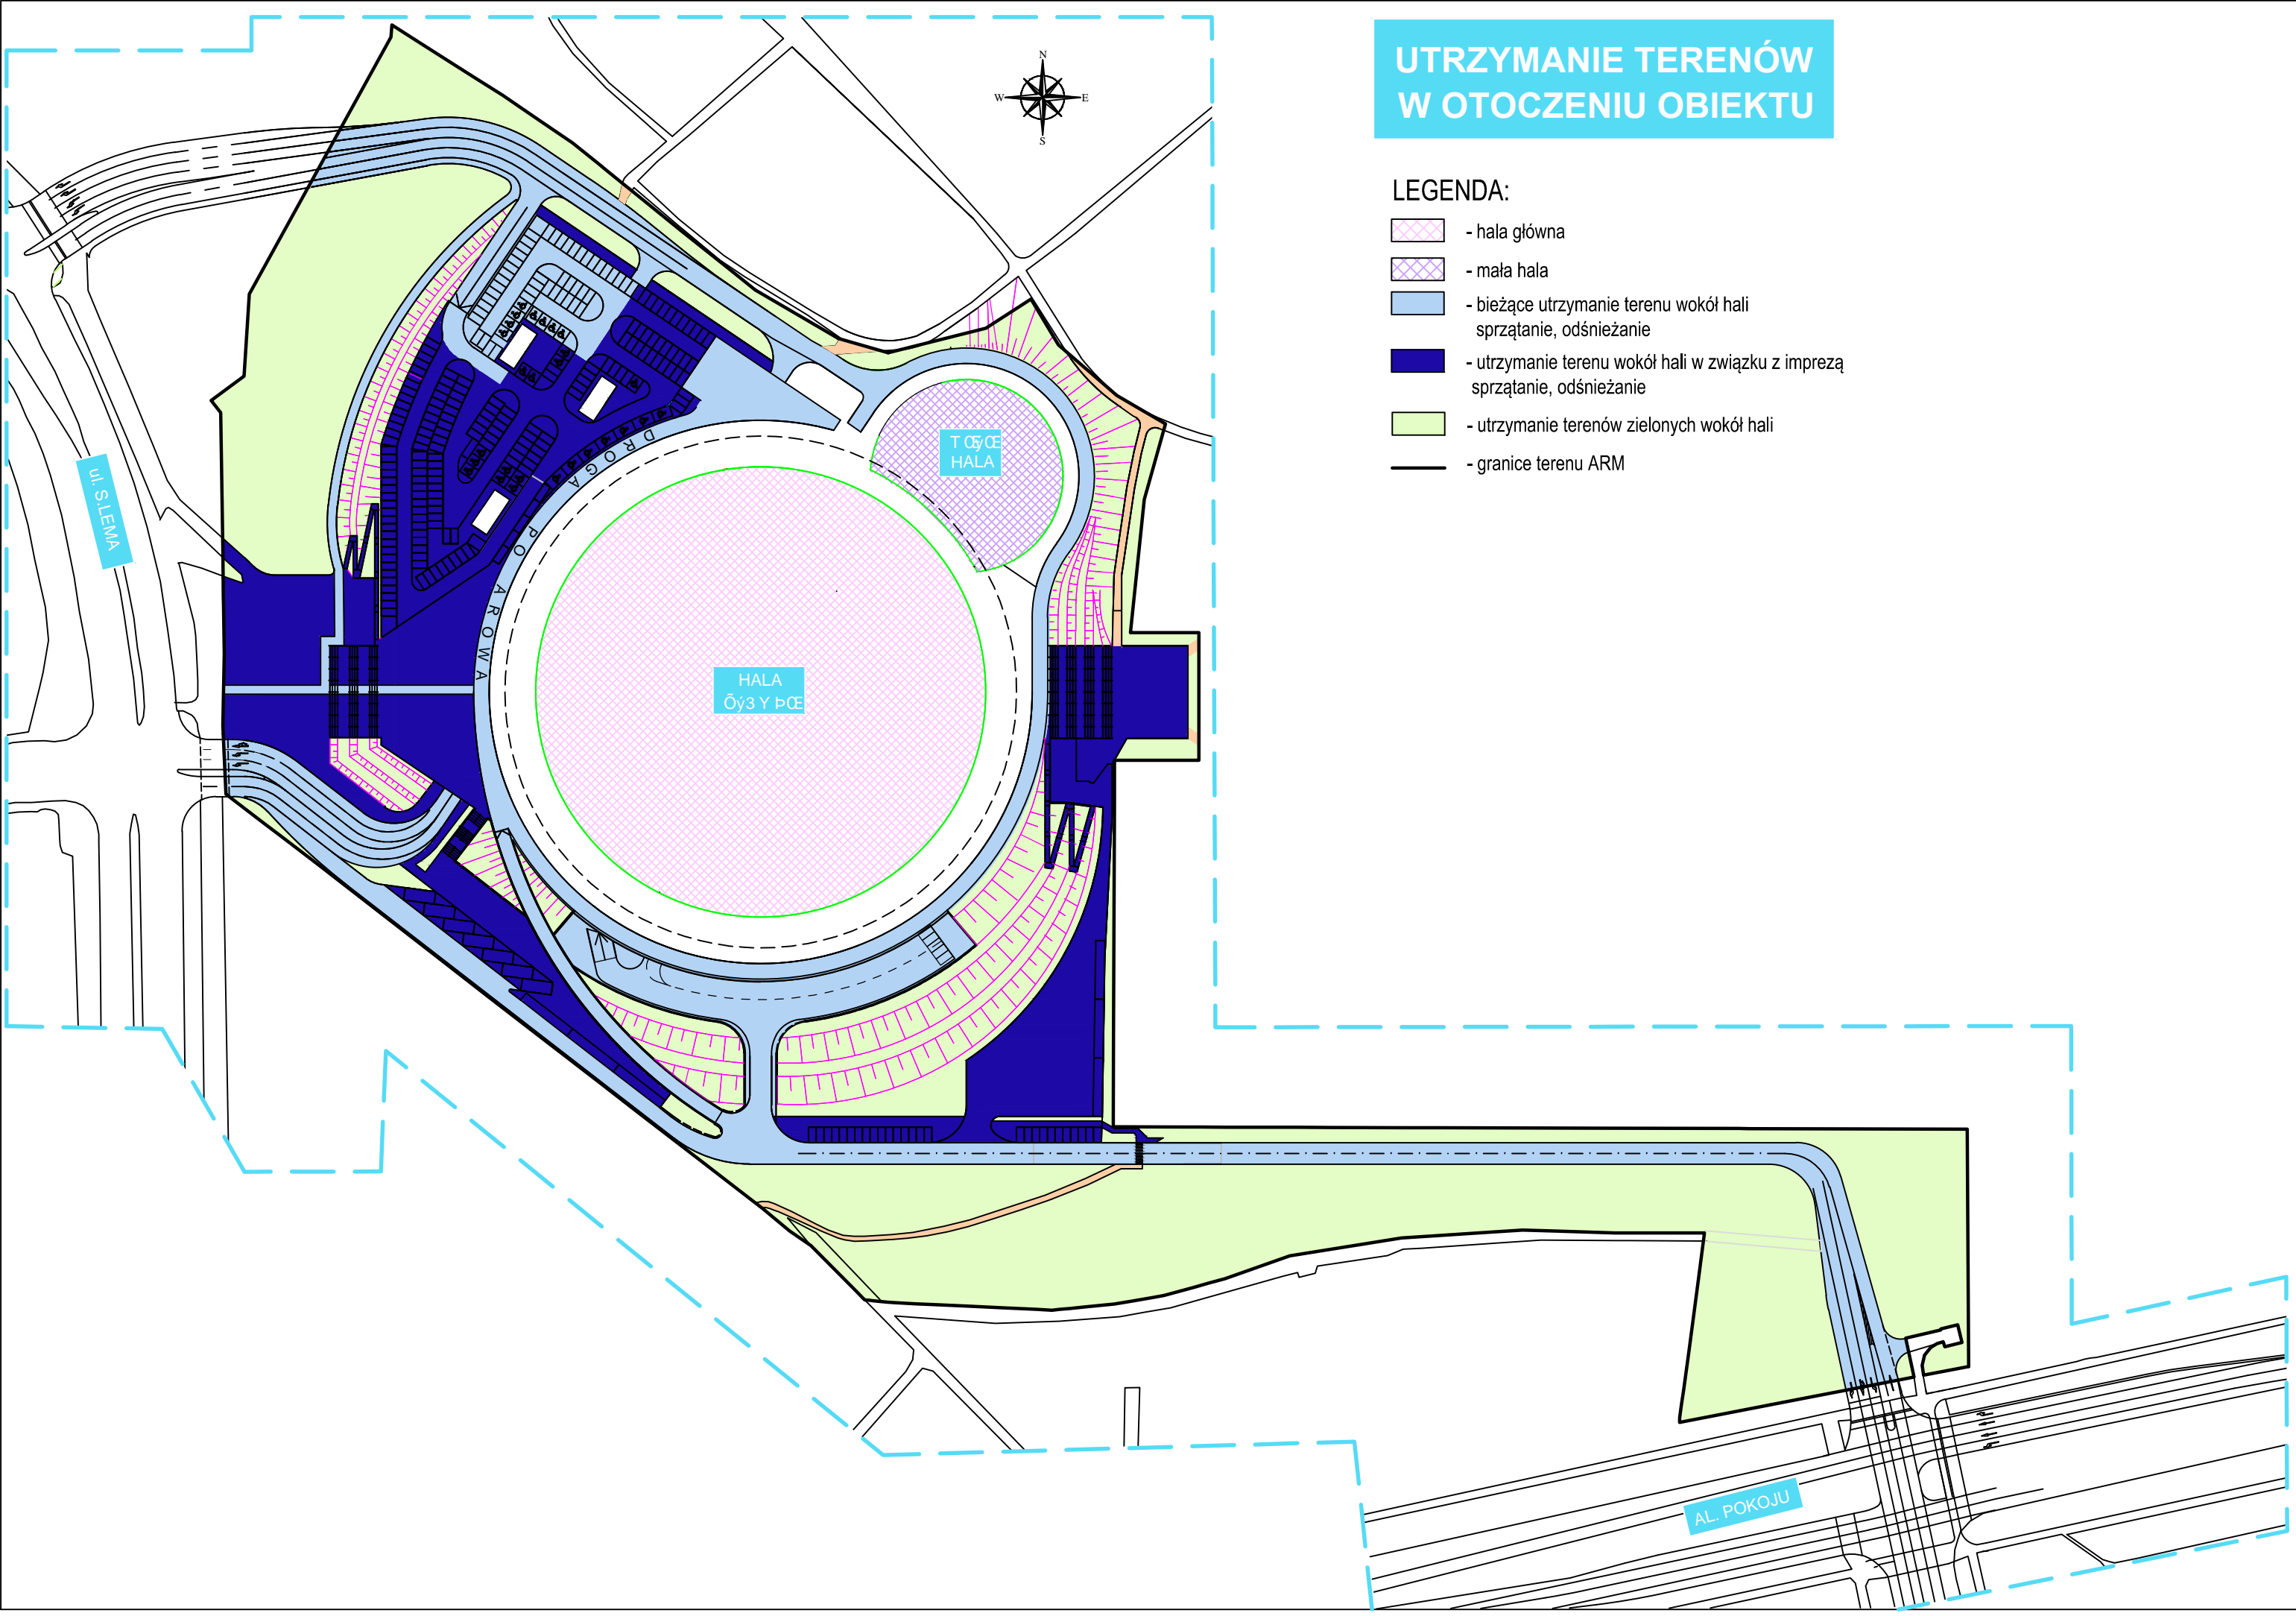 UTRZYMANIE TERENÓW
W OTOCZENIU OBIEKTU
N
W
E
S
LEGENDA:
- hala główna
- mała hala
- bieżące utrzymanie terenu wokół hali
sprzątanie, odśnieżanie
- utrzymanie terenu wokół hali w związku z imprezą
sprzątanie, odśnieżanie
- utrzymanie terenów zielonych wokół hali
- granice terenu ARM
ul. S.LEMA
DROGA POŻAROWA
HALA
HALA
AL. POKOJU